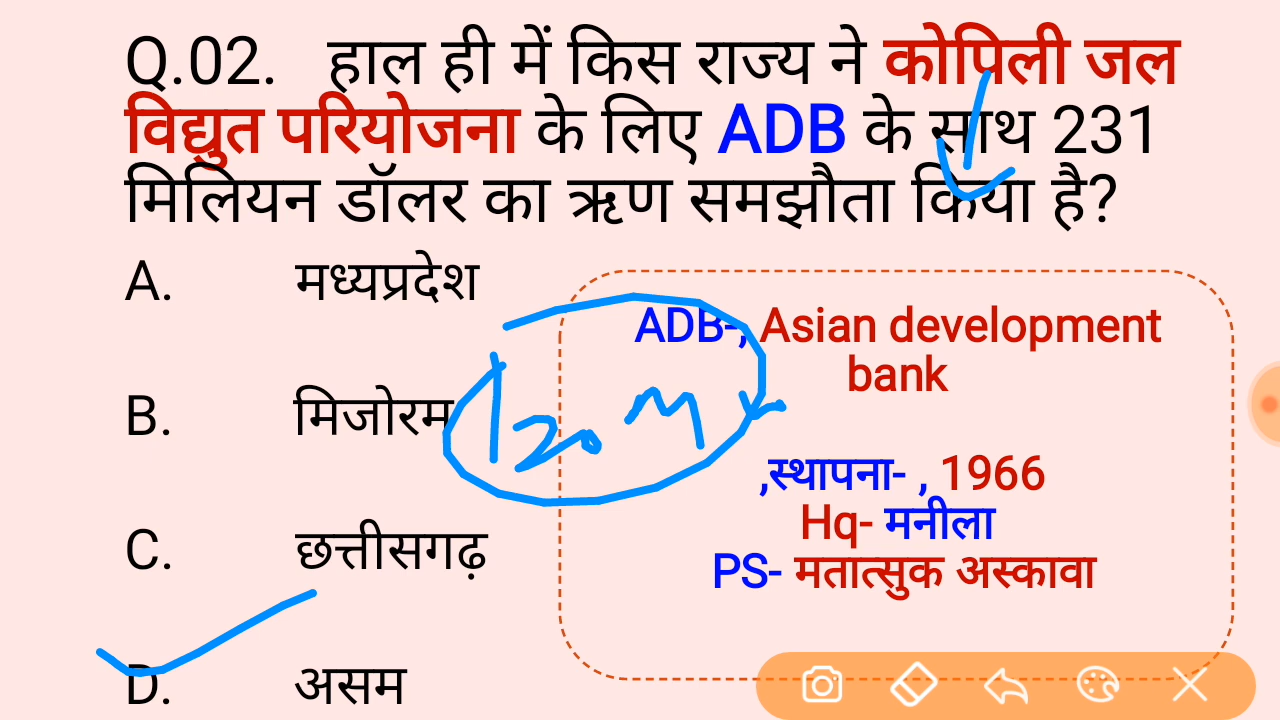 Q.02. हाल ही में किस राज्य ने कोपिली जल
विद्युत परियोजना के लिए ADB के साथ 231
मिलियन डॉलर का ऋण समझौता किया है?
A. मध्यप्रदेश
B. मिजोरम
C. छत्तीसगढ़
D. असम
ADB-, Asian development
bank
120 M
,स्थापना- , 1966
Hq- मनीला
PS- मतात्सुक अस्कावा